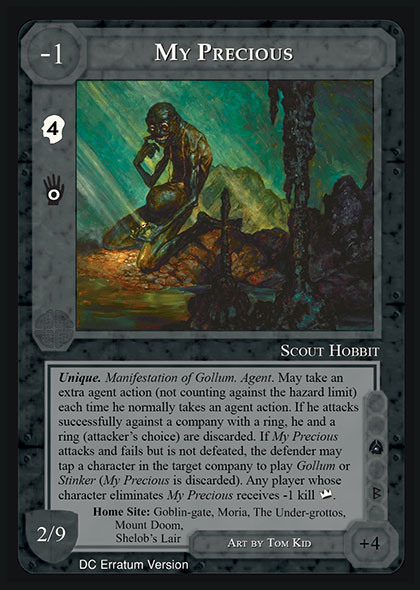 -1
My Precious
4
0
Scout Hobbit
Unique. Manifestation of Gollum. Agent. May take an
extra agent action (not counting against the hazard limit)
each time he normally takes an agent action. If he attacks
successfully against a company with a ring, he and a
ring (attacker's choice) are discarded. If My Precious
attacks and fails but is not defeated, the defender may
tap a character in the target company to play Gollum or
Stinker (My Precious is discarded). Any player whose
character eliminates My Precious receives -1 kill .
Home Site: Goblin-gate, Moria, The Under-grottos,
Mount Doom,
Shelob's Lair
2/9
Art by Tom Kid
+4
DC Erratum Version